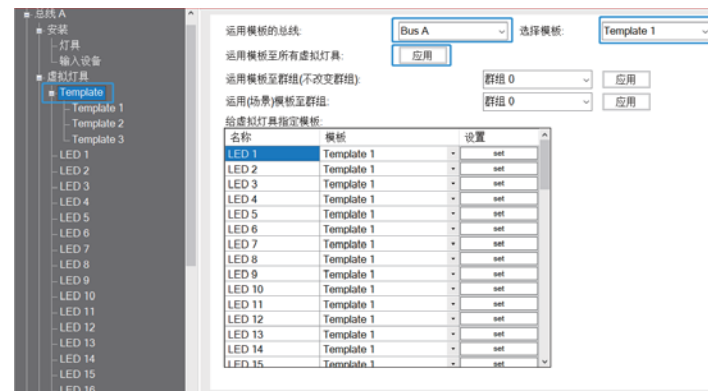 总线 A
安装
灯具
输入设备
虚拟灯具
Template
Template 1
Template 2
Template 3
LED 1
LED 2
LED 3
LED 4
LED 5
LED 6
LED 7
LED 8
LED 9
LED 10
LED 11
LED 12
LED 13
LED 14
LED 15
LED 16
运用模板的总线: Bus A 选择模板: Template 1
运用模板至所有虚拟灯具: 应用
运用模板至群组(不改变群组): 群组 0 应用
运用(场景)模板至群组: 群组 0 应用
给虚拟灯具指定模板:
名称 模板 设置
LED 1 Template 1 set
LED 2 Template 1 set
LED 3 Template 1 set
LED 4 Template 1 set
LED 5 Template 1 set
LED 6 Template 1 set
LED 7 Template 1 set
LED 8 Template 1 set
LED 9 Template 1 set
LED 10 Template 1 set
LED 11 Template 1 set
LED 12 Template 1 set
LED 13 Template 1 set
LED 14 Template 1 set
LED 15 Template 1 set